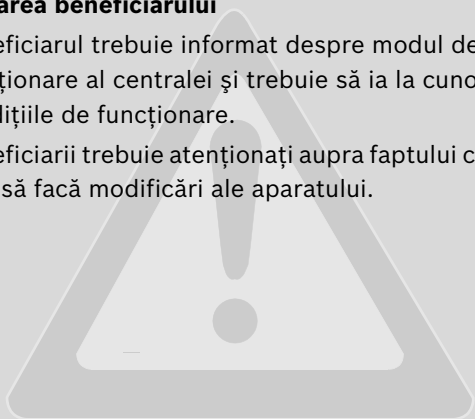 area beneficiarului
eficiarul trebuie informat despre modul de
ționare al centralei şi trebuie să ia la cuno
lițiile de funcționare.
eficiarii trebuie atenționați aupra faptului c
să facă modificări ale aparatului.